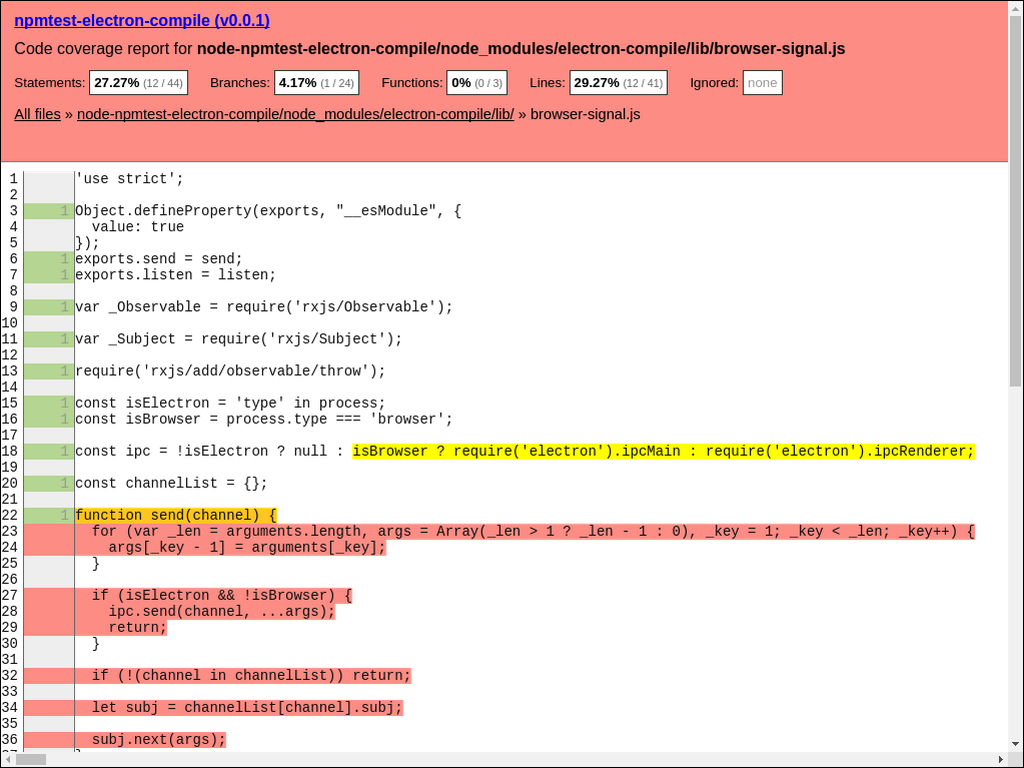 npmtest-electron-compile (v0.0.1)
Code coverage report for node-npmtest-electron-compile/node_modules/electron-compile/lib/browser-signal.js
Statements: 27.27% (12 / 44) Branches: 4.17% (1 / 24) Functions: 0% (0 / 3) Lines: 29.27% (12 / 41) Ignored: none
All files » node-npmtest-electron-compile/node_modules/electron-compile/lib/ » browser-signal.js
1 'use strict';
2
3 1 Object.defineProperty(exports, "__esModule", {
4 value: true
5 });
6 1 exports.send = send;
7 1 exports.listen = listen;
8
9 1 var _Observable = require('rxjs/Observable');
10
11 1 var _Subject = require('rxjs/Subject');
12
13 1 require('rxjs/add/observable/throw');
14
15 1 const isElectron = 'type' in process;
16 1 const isBrowser = process.type === 'browser';
17
18 1 const ipc = !isElectron ? null : isBrowser ? require('electron').ipcMain : require('electron').ipcRenderer;
19
20 1 const channelList = {};
21
22 1 function send(channel) {
23 for (var _len = arguments.length, args = Array(_len > 1 ? _len - 1 : 0), _key = 1; _key < _len; _key++) {
24 args[_key - 1] = arguments[_key];
25 }
26
27 if (isElectron && !isBrowser) {
28 ipc.send(channel, ...args);
29 return;
30 }
31
32 if (!(channel in channelList)) return;
33
34 let subj = channelList[channel].subj;
35
36 subj.next(args);